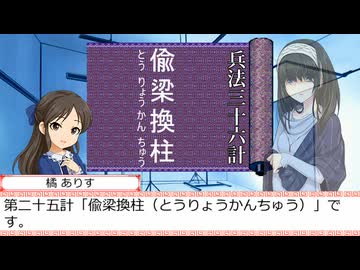 兵法三十六計
偸梁換柱
とうりょうかんちゅう
橘 ありす
第二十五計「偸梁換柱（とうりょうかんちゅう）」で
す。